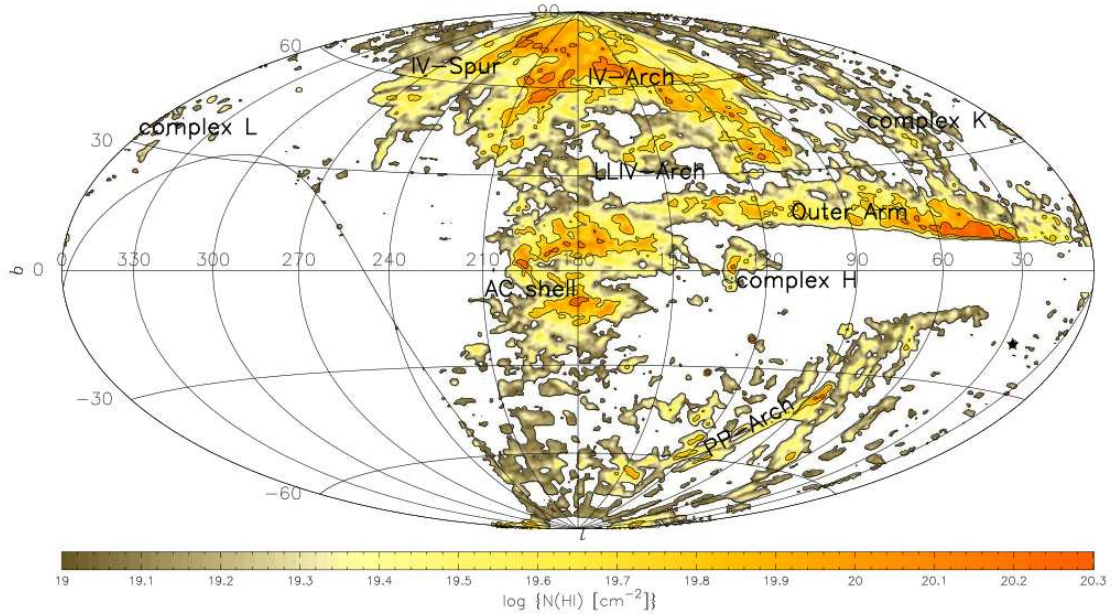 90
60
IV-Spur
IV-Arch
complex L
complex K
30
LLIV-Arch
Outer Arm
b
0
0 330 300 270 240 210 180 150 120 90 60 30
AC shell
complex H
-30
PP-Arch
-60
l
19 19.1 19.2 19.3 19.4 19.5 19.6 19.7 19.8 19.9 20 20.1 20.2 20.3
log {N(HI) [cm⁻²]}